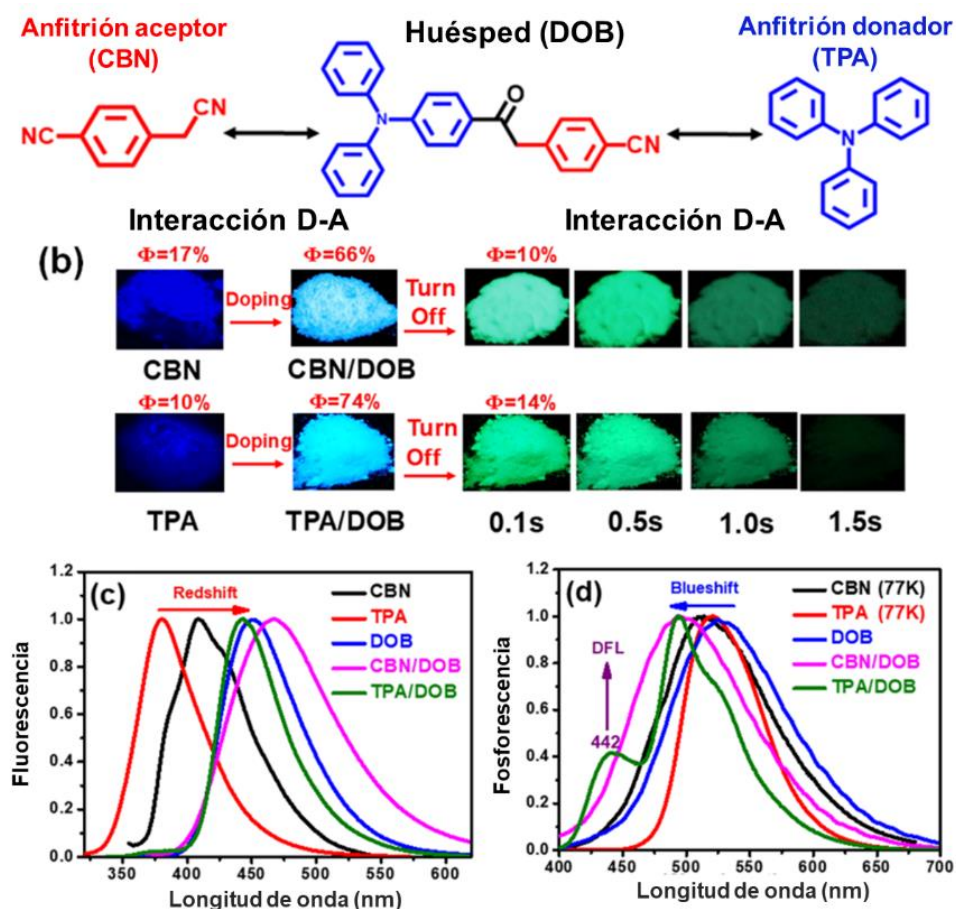 Anfitrión aceptor
(CBN)
Huésped (DOB)
Anfitrión donador
(TPA)
NC
CN
N
O
CN
N
Interacción D-A
Interacción D-A
(b)
Φ=17%
Φ=66%
Φ=10%
Doping
Turn
Off
CBN
CBN/DOB
Φ=10%
Φ=74%
Φ=14%
Doping
Turn
Off
TPA
TPA/DOB
0.1s
0.5s
1.0s
1.5s
(c)
Redshift
CBN
TPA
DOB
CBN/DOB
TPA/DOB
Fluorescencia
1.2
1.0
0.8
0.6
0.4
0.2
0.0
350 400 450 500 550 600
Longitud de onda (nm)
(d)
Blueshift
CBN (77K)
TPA (77K)
DOB
CBN/DOB
TPA/DOB
DFL
442
Fosforescencia
1.2
1.0
0.8
0.6
0.4
0.2
0.0
400 450 500 550 600 650 700
Longitud de onda (nm)